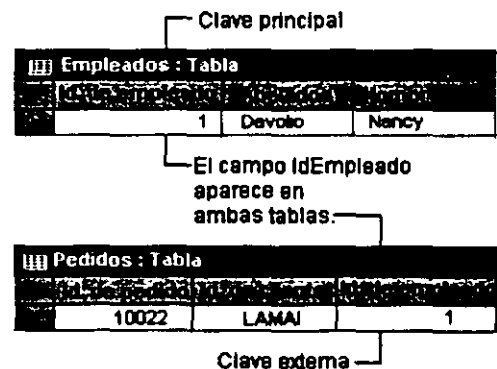 Clave principal
Empleados : Tabla
1 Davolio Nancy
El campo IdEmpleado
aparece en
ambas tablas.
Pedidos : Tabla
10022 LAMAI 1
Clave externa